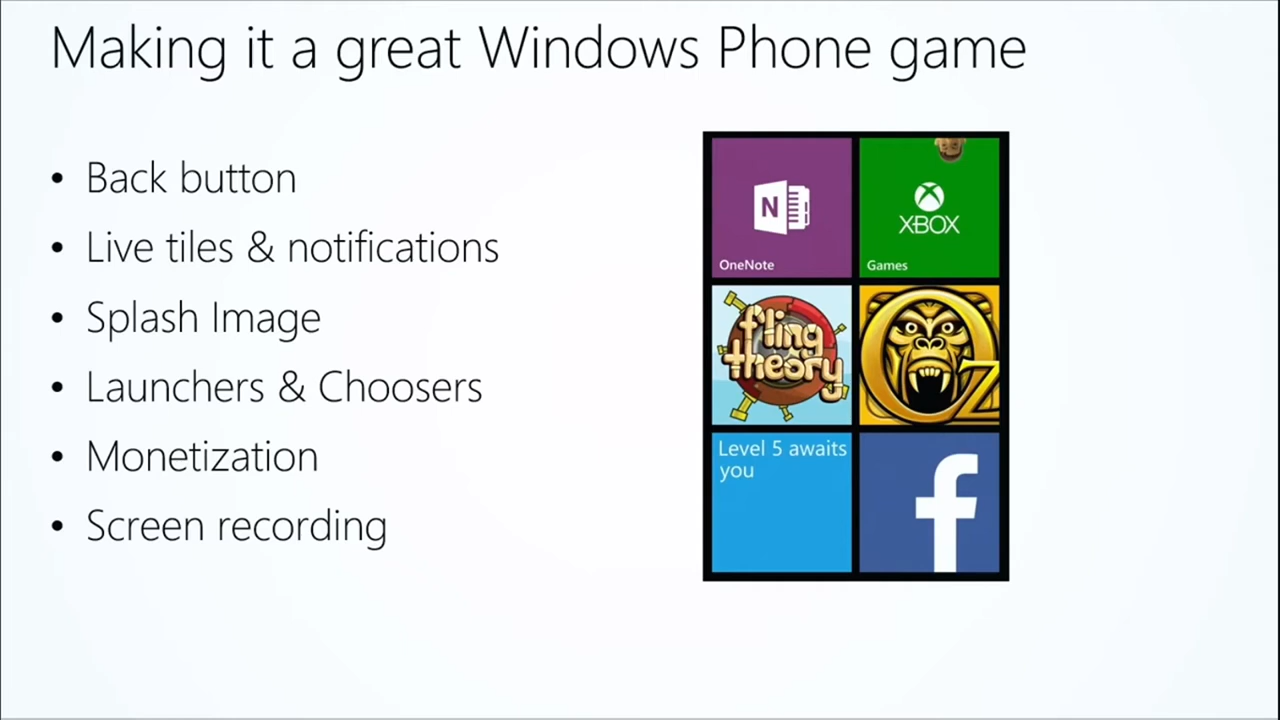 Making it a great Windows Phone game
• Back button
• Live tiles & notifications
• Splash Image
• Launchers & Choosers
• Monetization
• Screen recording
N
OneNote
XBOX
Games
fling
theory
Oz
Level 5 awaits
you
f